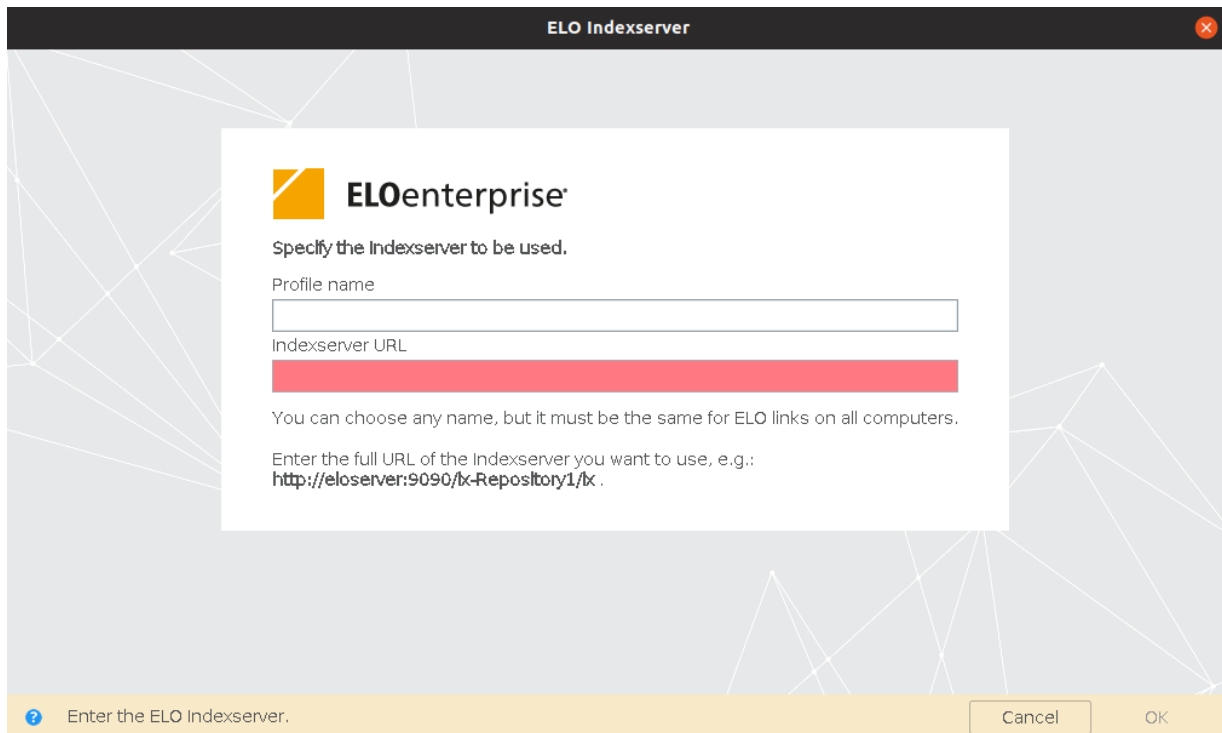 ELO Indexserver
ELOenterprise®
Specify the Indexserver to be used.
Profile name
Indexserver URL
You can choose any name, but it must be the same for ELO links on all computers.
Enter the full URL of the Indexserver you want to use, e.g.:
http://eloserver:9090/ix-Repository1/ix .
? Enter the ELO Indexserver.
Cancel
OK